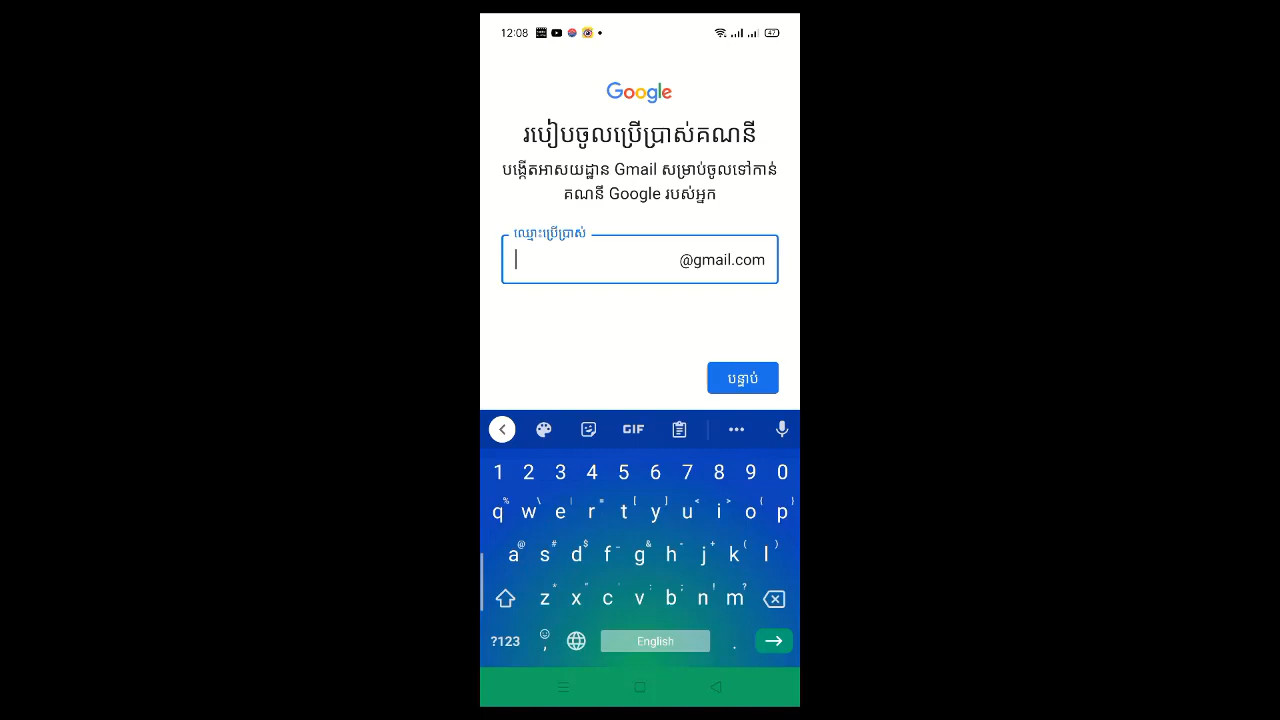 12:08
47
Google
របៀបចូលប្រើប្រាស់គណនី
បង្កើតអាសយដ្ឋាន Gmail សម្រាប់ចូលទៅកាន់
គណនី Google របស់អ្នក
ឈ្មោះប្រើប្រាស់
@gmail.com
បន្ទាប់
GIF
1 2 3 4 5 6 7 8 9 0
q w e r t y u i o p
a s d f g h j k l
z x c v b n m
?123 , English .